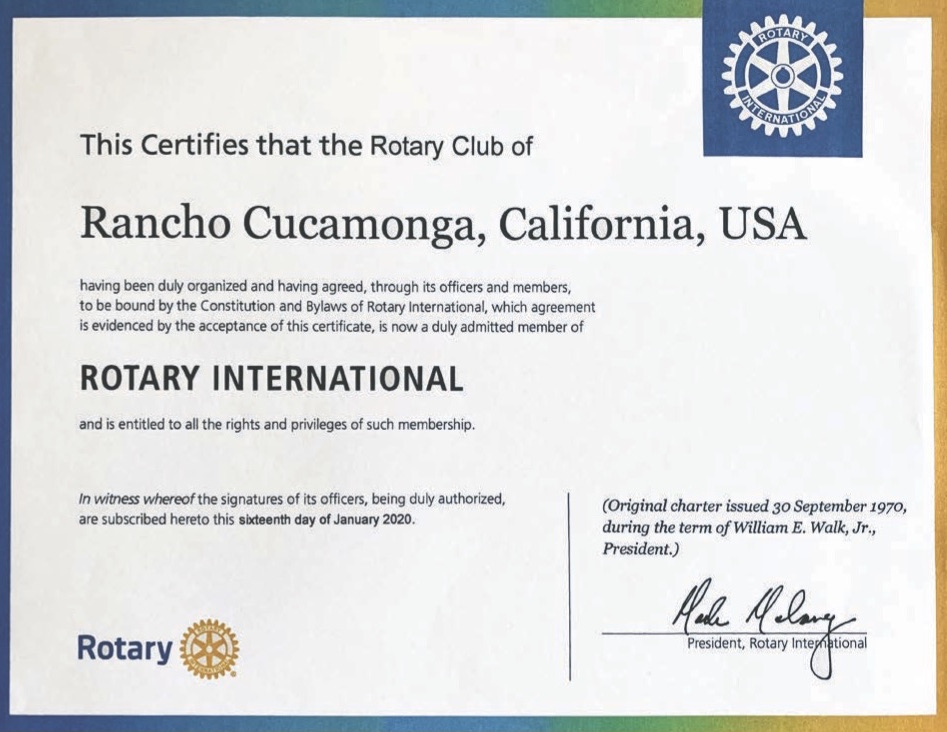 ROTARY
INTERNATIONAL
This Certifies that the Rotary Club of
Rancho Cucamonga, California, USA
having been duly organized and having agreed, through its officers and members,
to be bound by the Constitution and Bylaws of Rotary International, which agreement
is evidenced by the acceptance of this certificate, is now a duly admitted member of
ROTARY INTERNATIONAL
and is entitled to all the rights and privileges of such membership.
In witness whereof the signatures of its officers, being duly authorized,
are subscribed hereto this sixteenth day of January 2020.
(Original charter issued 30 September 1970,
during the term of William E. Walk, Jr.,
President.)
President, Rotary International
Rotary